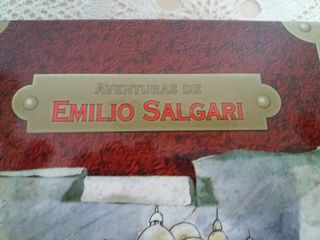 AVENTURAS DE
EMILIO SALGARI